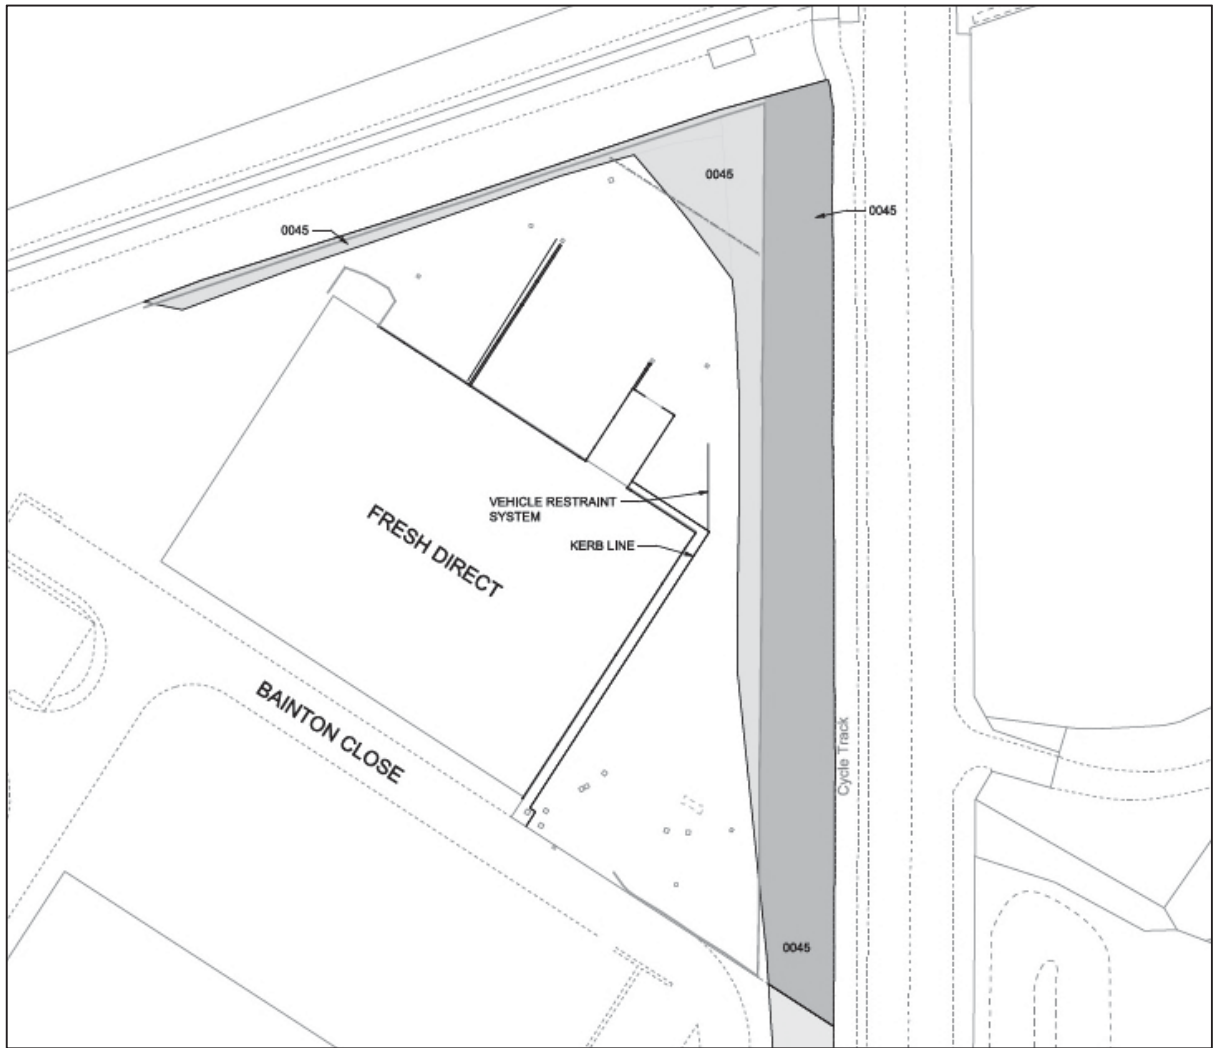 0045
0045
0045
VEHICLE RESTRAINT
SYSTEM
KERB LINE
FRESH DIRECT
BAINTON CLOSE
Cycle Track
0045